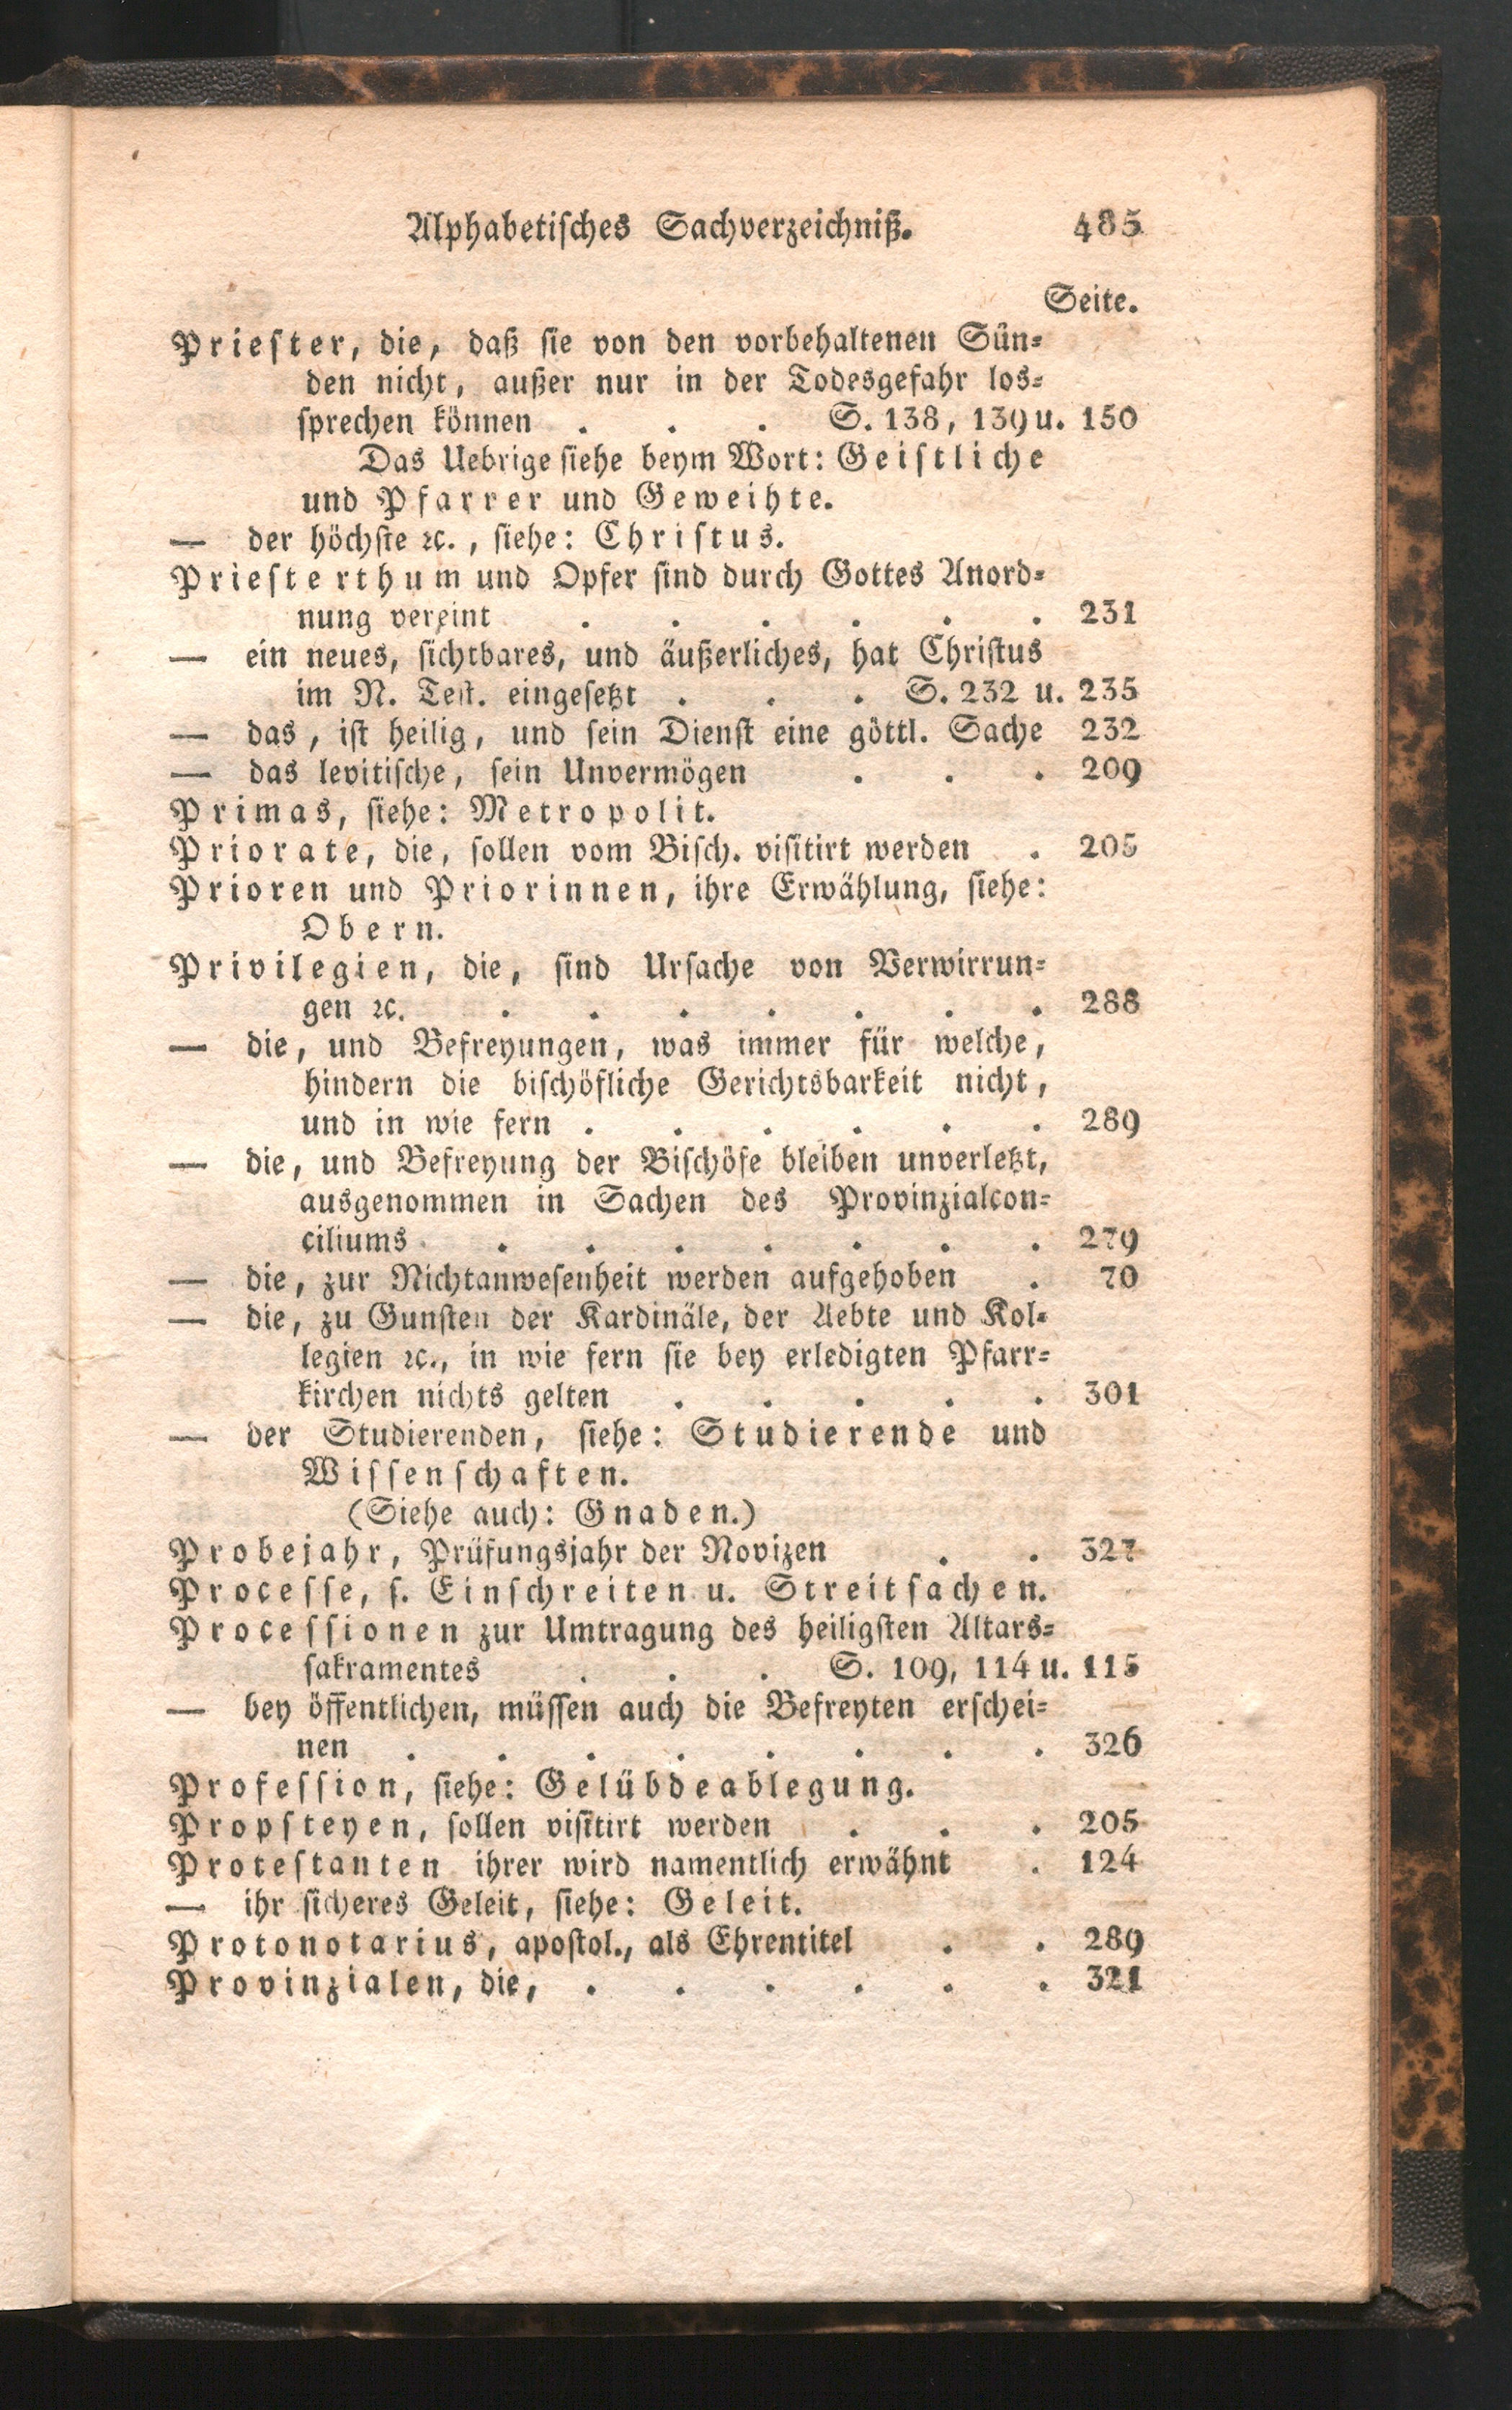 Alphabetisches Sachverzeichniß. 485
Seite.
Priester, die, daß sie von den vorbehaltenen Sün=
den nicht, außer nur in der Todesgefahr los=
sprechen können . . . S. 138, 139 u. 150
Das Uebrige siehe beym Wort: Geistliche
und Pfarrer und Geweihte.
— der höchste ꝛc., siehe: Christus.
Priesterthum und Opfer sind durch Gottes Anord=
nung vereint . . . . . . 231
— ein neues, sichtbares, und äußerliches, hat Christus
im N. Test. eingesetzt . . . S. 232 u. 235
— das, ist heilig, und sein Dienst eine göttl. Sache 232
— das levitische, sein Unvermögen . . . 209
Primas, siehe: Metropolit.
Priorate, die, sollen vom Bisch. visitirt werden . 205
Prioren und Priorinnen, ihre Erwählung, siehe:
Obern.
Privilegien, die, sind Ursache von Verwirrun=
gen ꝛc. . . . . . . . 288
— die, und Befreyungen, was immer für welche,
hindern die bischöfliche Gerichtsbarkeit nicht,
und in wie fern . . . . . . 289
— die, und Befreyung der Bischöfe bleiben unverletzt,
ausgenommen in Sachen des Provinzialcon=
ciliums . . . . . . . 279
— die, zur Nichtanwesenheit werden aufgehoben . 70
— die, zu Gunsten der Kardinäle, der Aebte und Kol=
legien ꝛc., in wie fern sie bey erledigten Pfarr=
kirchen nichts gelten . . . . . 301
— der Studierenden, siehe: Studierende und
Wissenschaften.
(Siehe auch: Gnaden.)
Probejahr, Prüfungsjahr der Novizen . . 327
Processe, s. Einschreiten u. Streitsachen.
Processionen zur Umtragung des heiligsten Altars=
sakramentes . . . S. 109, 114 u. 115
— bey öffentlichen, müssen auch die Befreyten erschei=
nen . . . . . . . . 326
Profession, siehe: Gelübdeablegung.
Propsteyen, sollen visitirt werden . . . 205
Protestanten ihrer wird namentlich erwähnt . 124
— ihr sicheres Geleit, siehe: Geleit.
Protonotarius, apostol., als Ehrentitel . . 289
Provinzialen, die, . . . . . . 321